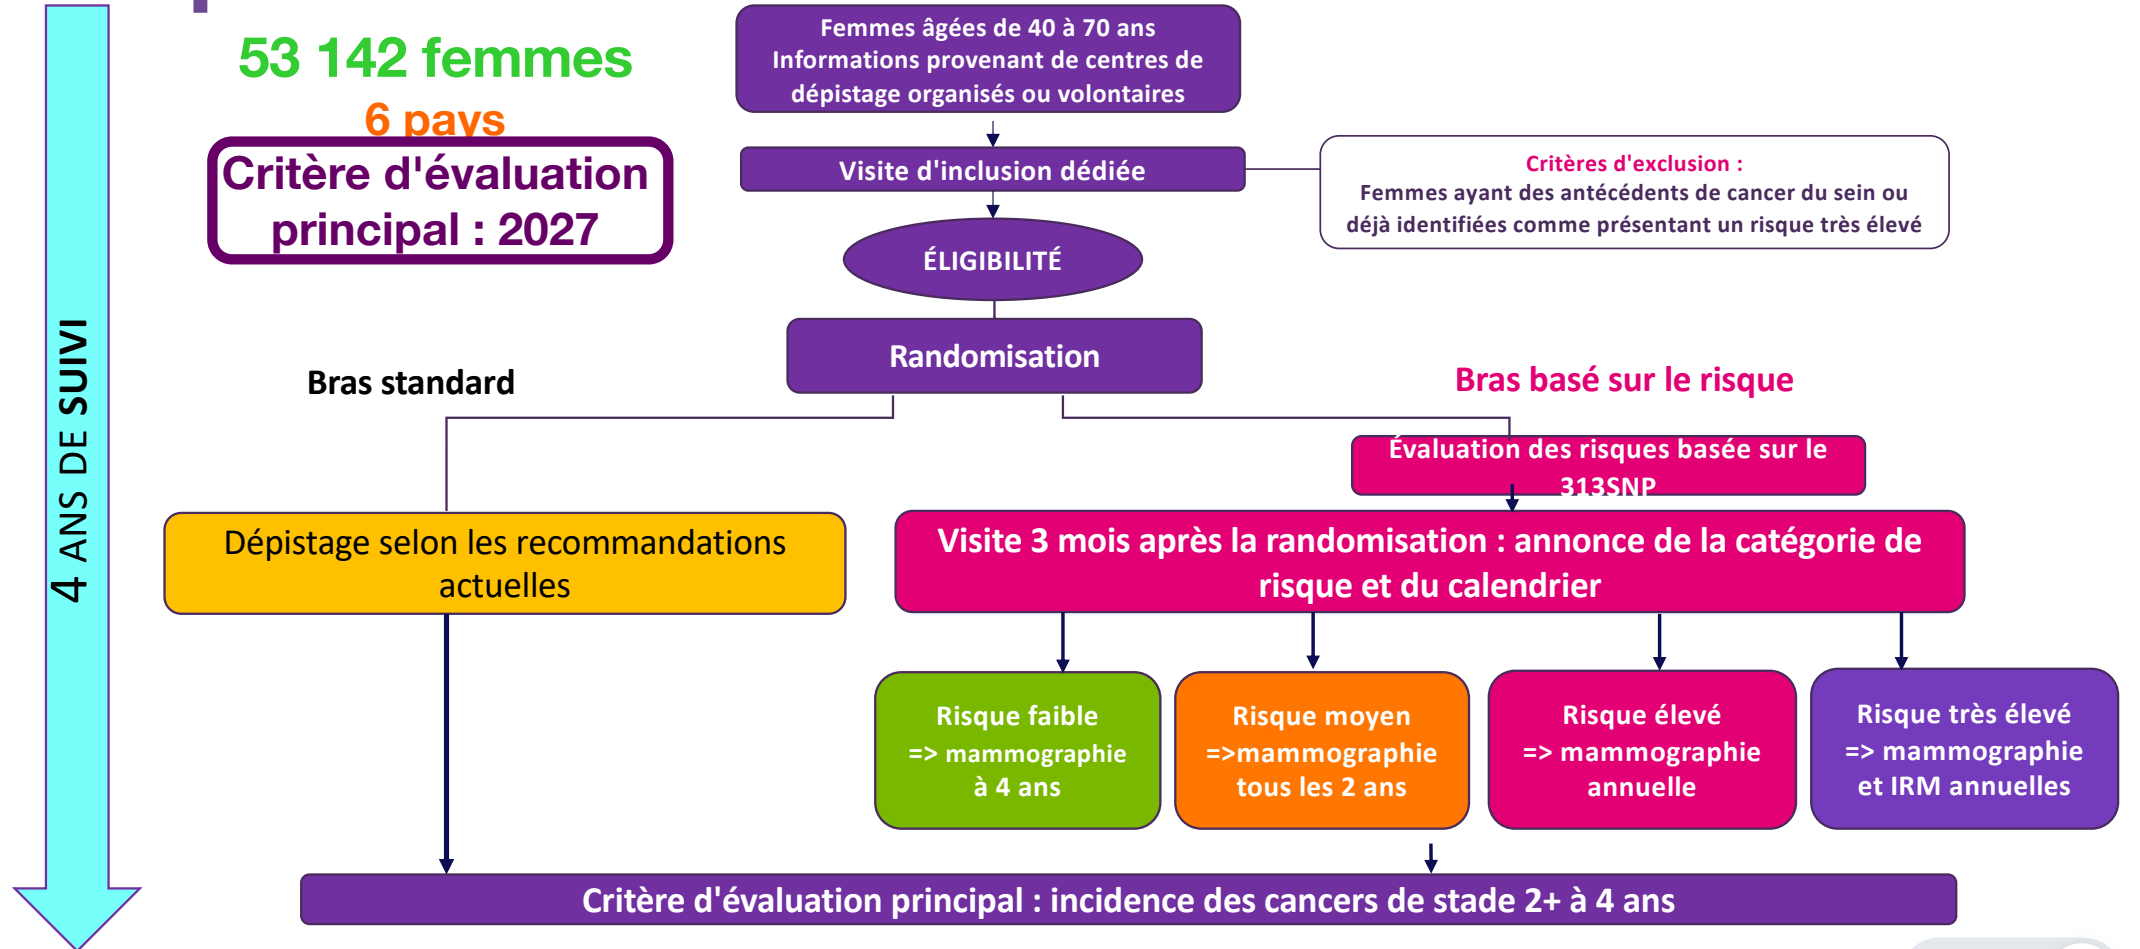 53 142 femmes
6 pays
Critère d'évaluation
principal : 2027
Femmes âgées de 40 à 70 ans
Informations provenant de centres de
dépistage organisés ou volontaires
Visite d'inclusion dédiée
Critères d'exclusion :
Femmes ayant des antécédents de cancer du sein ou
déjà identifiées comme présentant un risque très élevé
ÉLIGIBILITÉ
Randomisation
4 ANS DE SUIVI
Bras standard
Bras basé sur le risque
Évaluation des risques basée sur le
313SNP
Dépistage selon les recommandations
actuelles
Visite 3 mois après la randomisation : annonce de la catégorie de
risque et du calendrier
Risque faible
=> mammographie
à 4 ans
Risque moyen
=>mammographie
tous les 2 ans
Risque élevé
=> mammographie
annuelle
Risque très élevé
=> mammographie
et IRM annuelles
Critère d'évaluation principal : incidence des cancers de stade 2+ à 4 ans